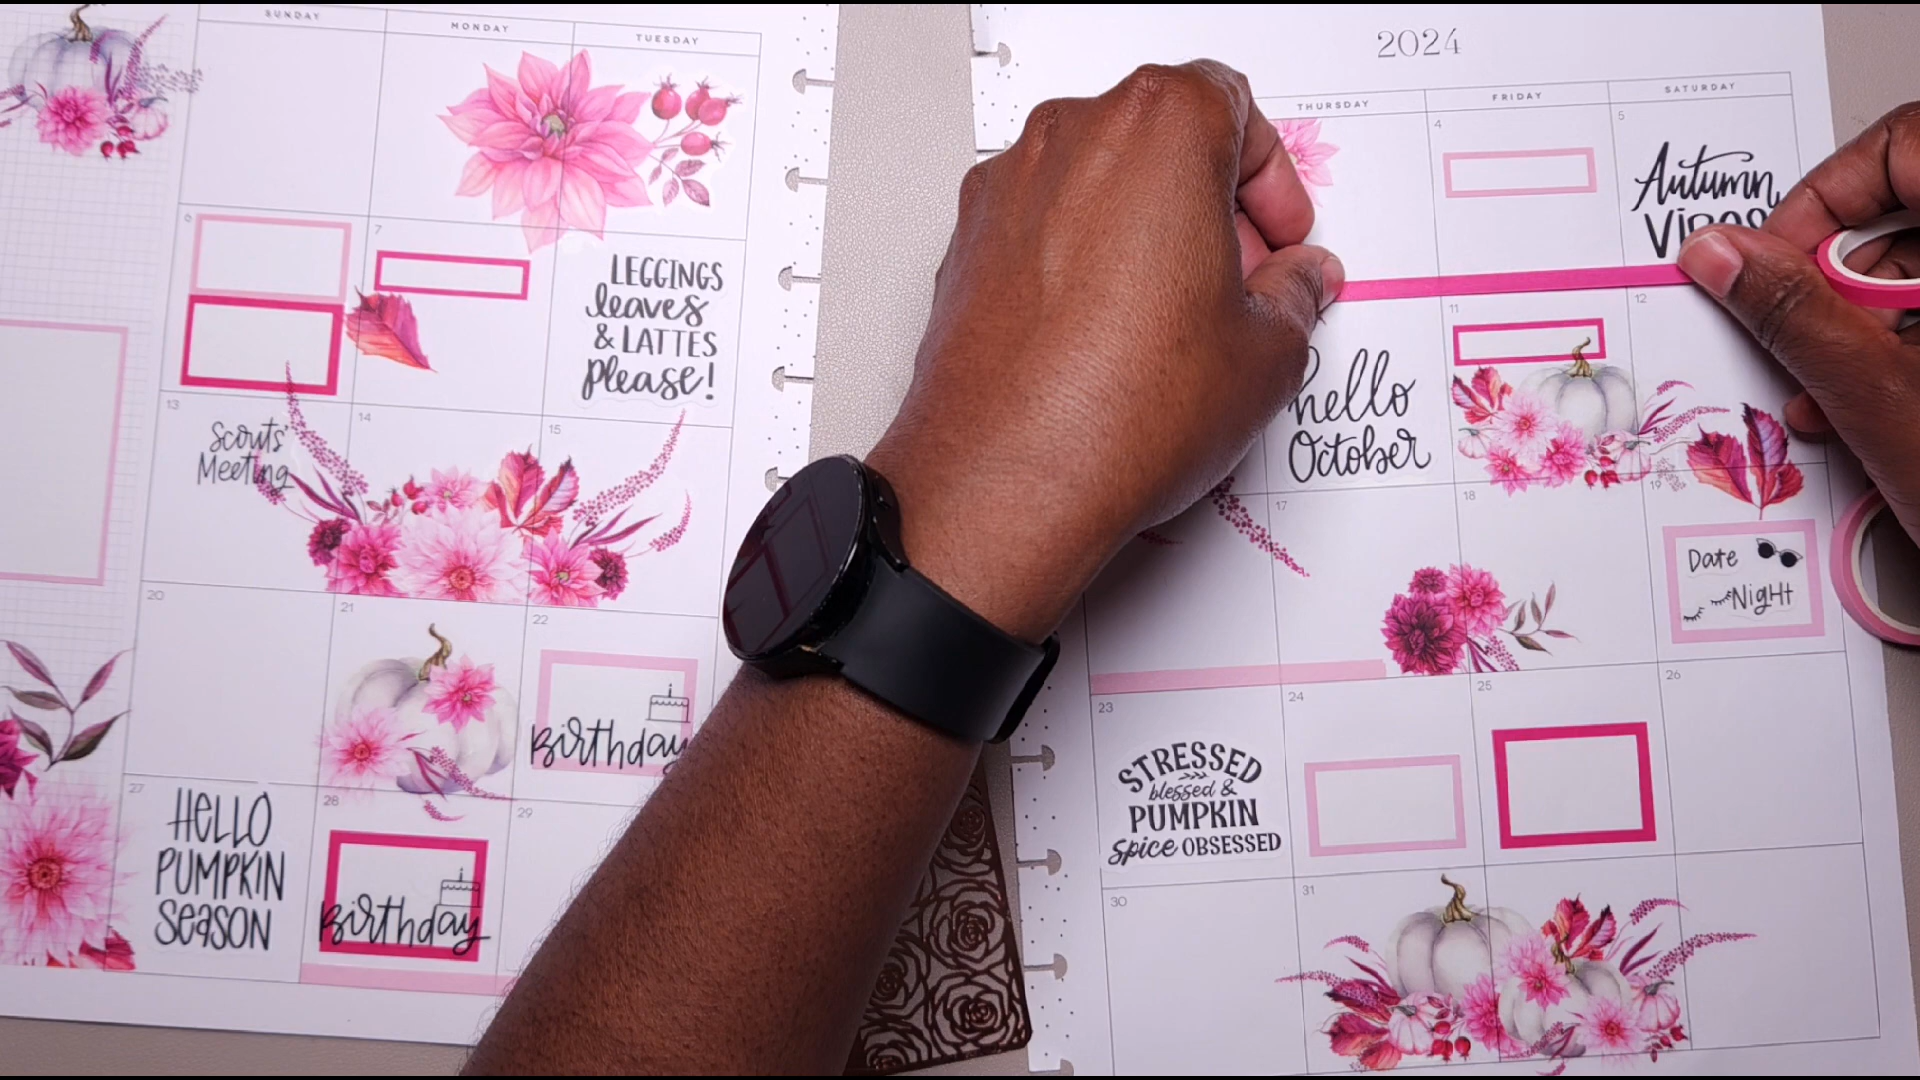 SUNDAY
MONDAY
TUESDAY
6
7
LEGGINGS
leaves
& LATTES
please!
13
Scouts'
Meeting
14
15
20
21
22
Birthday
27
HELLO
PUMPKIN
SEASON
28
Birthday
29
2024
THURSDAY
FRIDAY
SATURDAY
4
5
Autumn
VIBES
11
12
hello
October
17
18
19
Date
Night
23
STRESSED
blessed &
PUMPKIN
spice OBSESSED
24
25
26
30
31